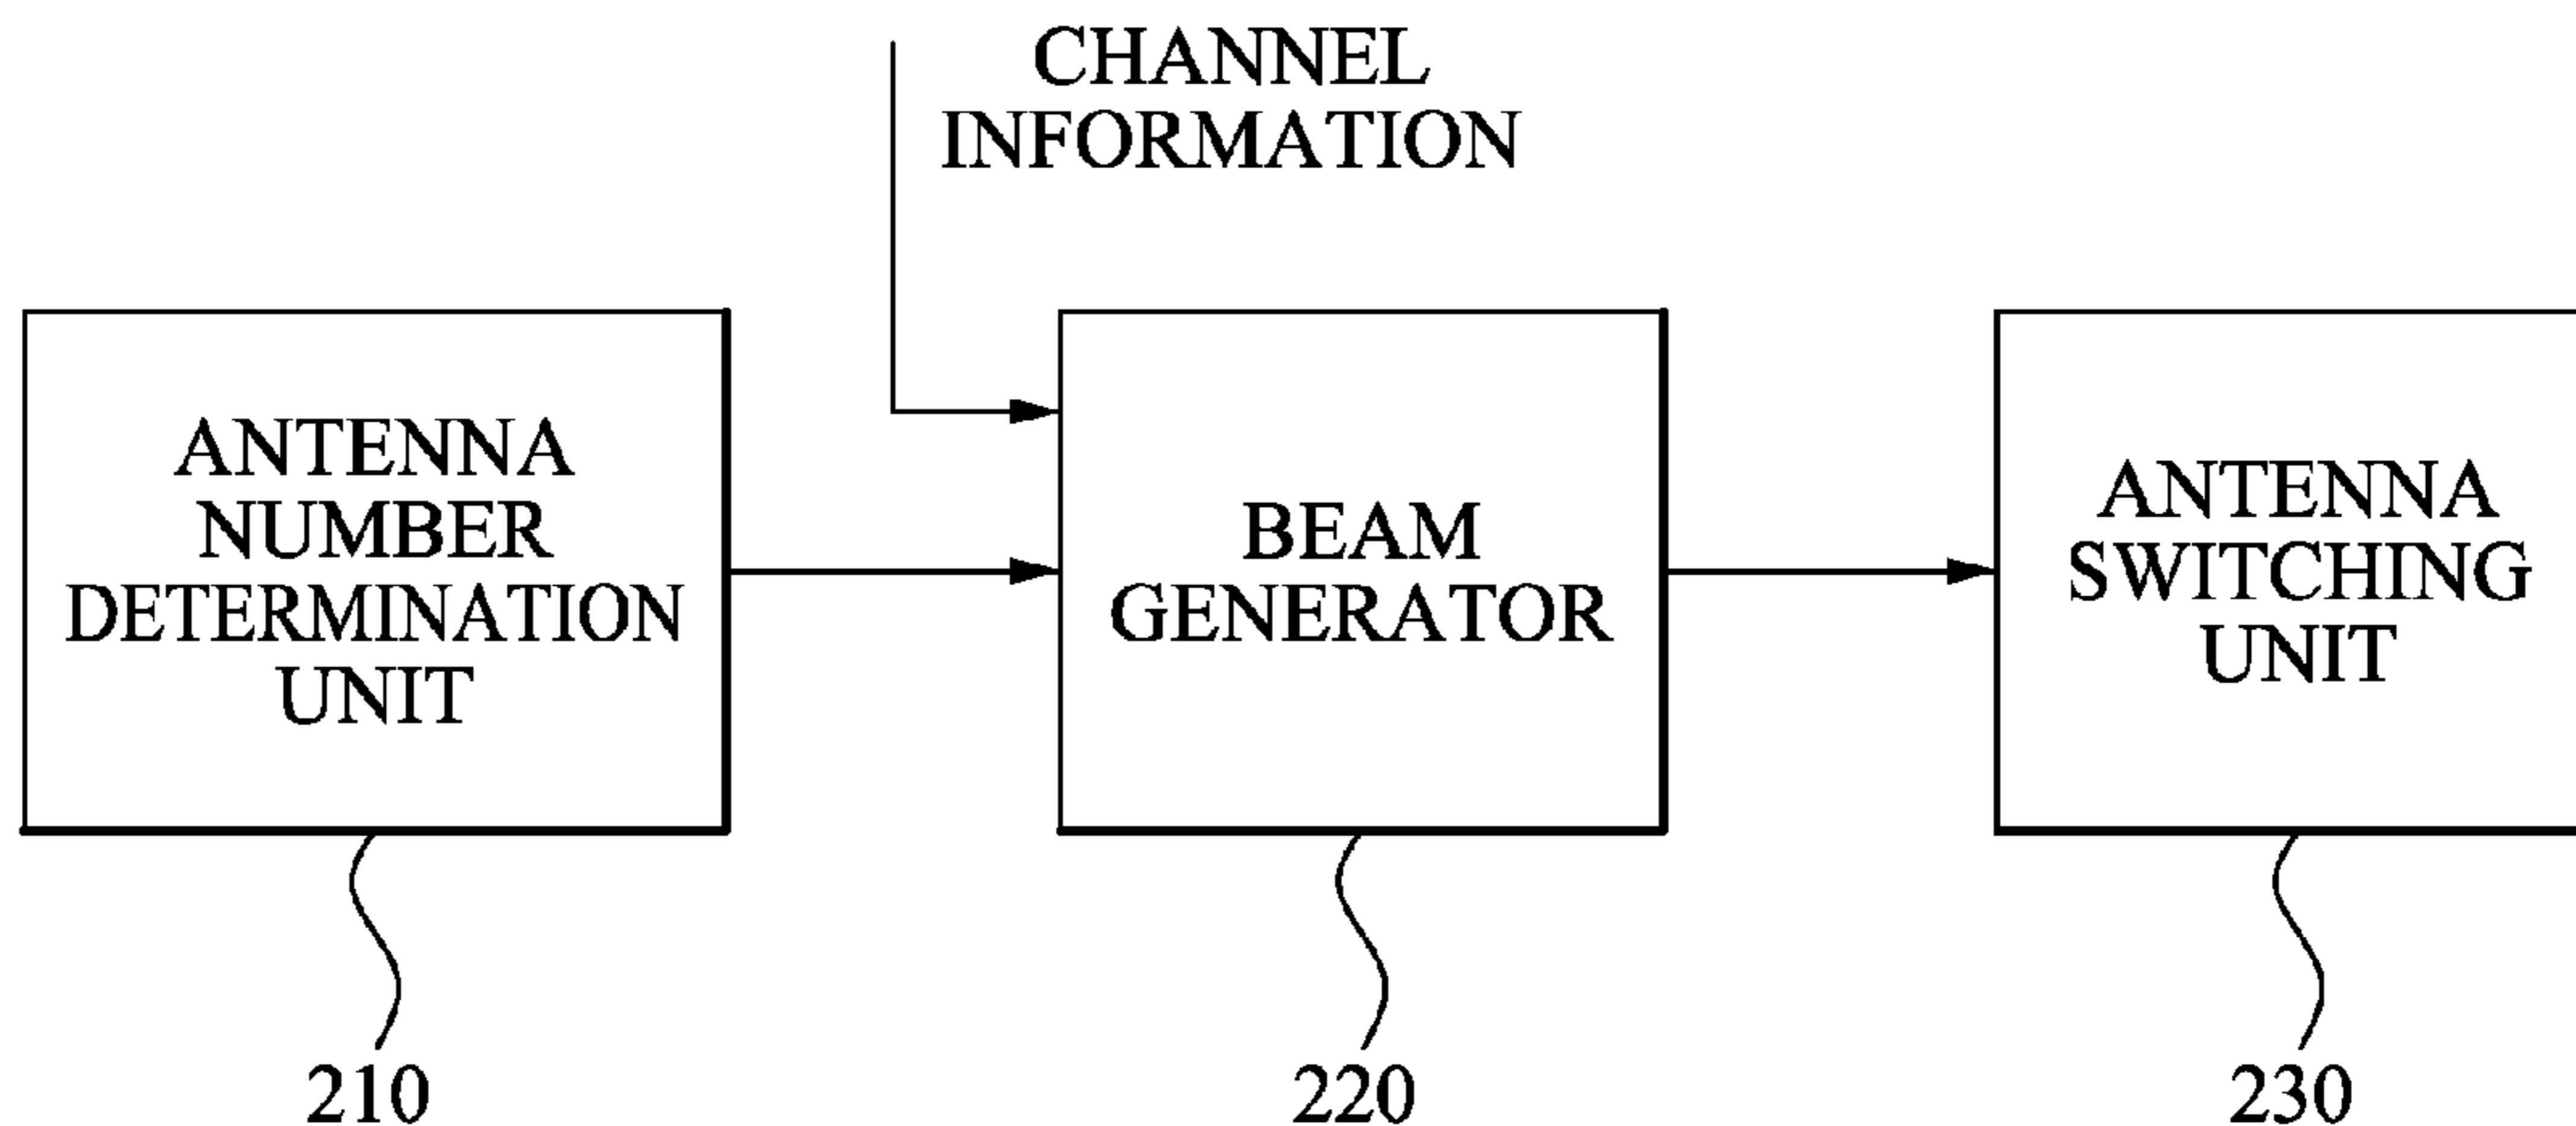 CHANNEL
INFORMATION
ANTENNA
NUMBER
DETERMINATION
UNIT
BEAM
GENERATOR
ANTENNA
SWITCHING
UNIT
210
220
230